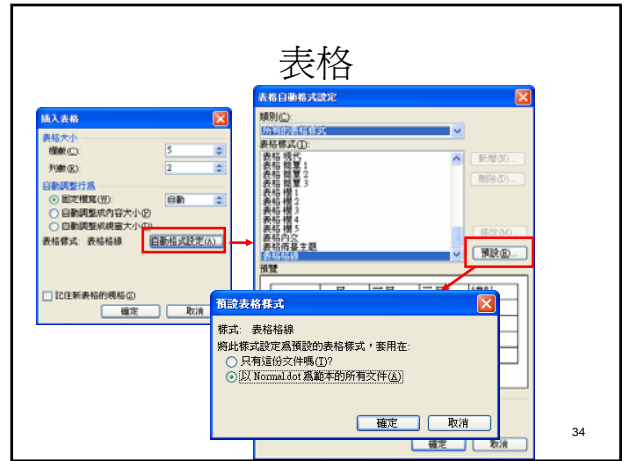 表格
插入表格
表格大小
欄數(C):
5
列數(R):
2
自動調整行為
固定欄寬(W):
自動
自動調整成內容大小(F)
自動調整成視窗大小(D)
表格樣式: 表格格線
自動格式設定(A)...
記住新表格的規格(S)
確定
取消
表格自動格式設定
類別(C):
所有的表格樣式
表格樣式(T):
表格 現代
表格 簡單 1
表格 簡單 2
表格 簡單 3
表格 欄 1
表格 欄 2
表格 欄 3
表格 欄 4
表格 欄 5
表格內文
表格佈景主題
表格格線
新增(N)...
刪除(D)...
修改(M)...
預設(E)...
預覽
預設表格樣式
樣式: 表格格線
將此樣式設定為預設的表格樣式,套用在:
只有這份文件嗎(T)?
以 Normal.dot 為範本的所有文件(A)
確定
取消
確定
取消
34